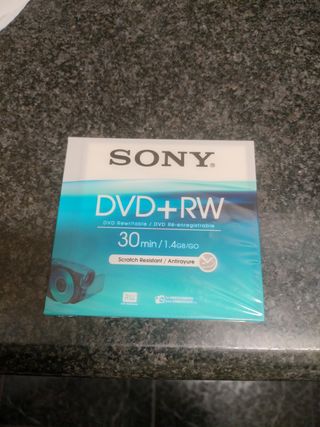 SONY
DVD+RW
DVD Rewritable / DVD Ré-enregistrable
30min/1.4GB/GO
Scratch Resistant / Antirayure